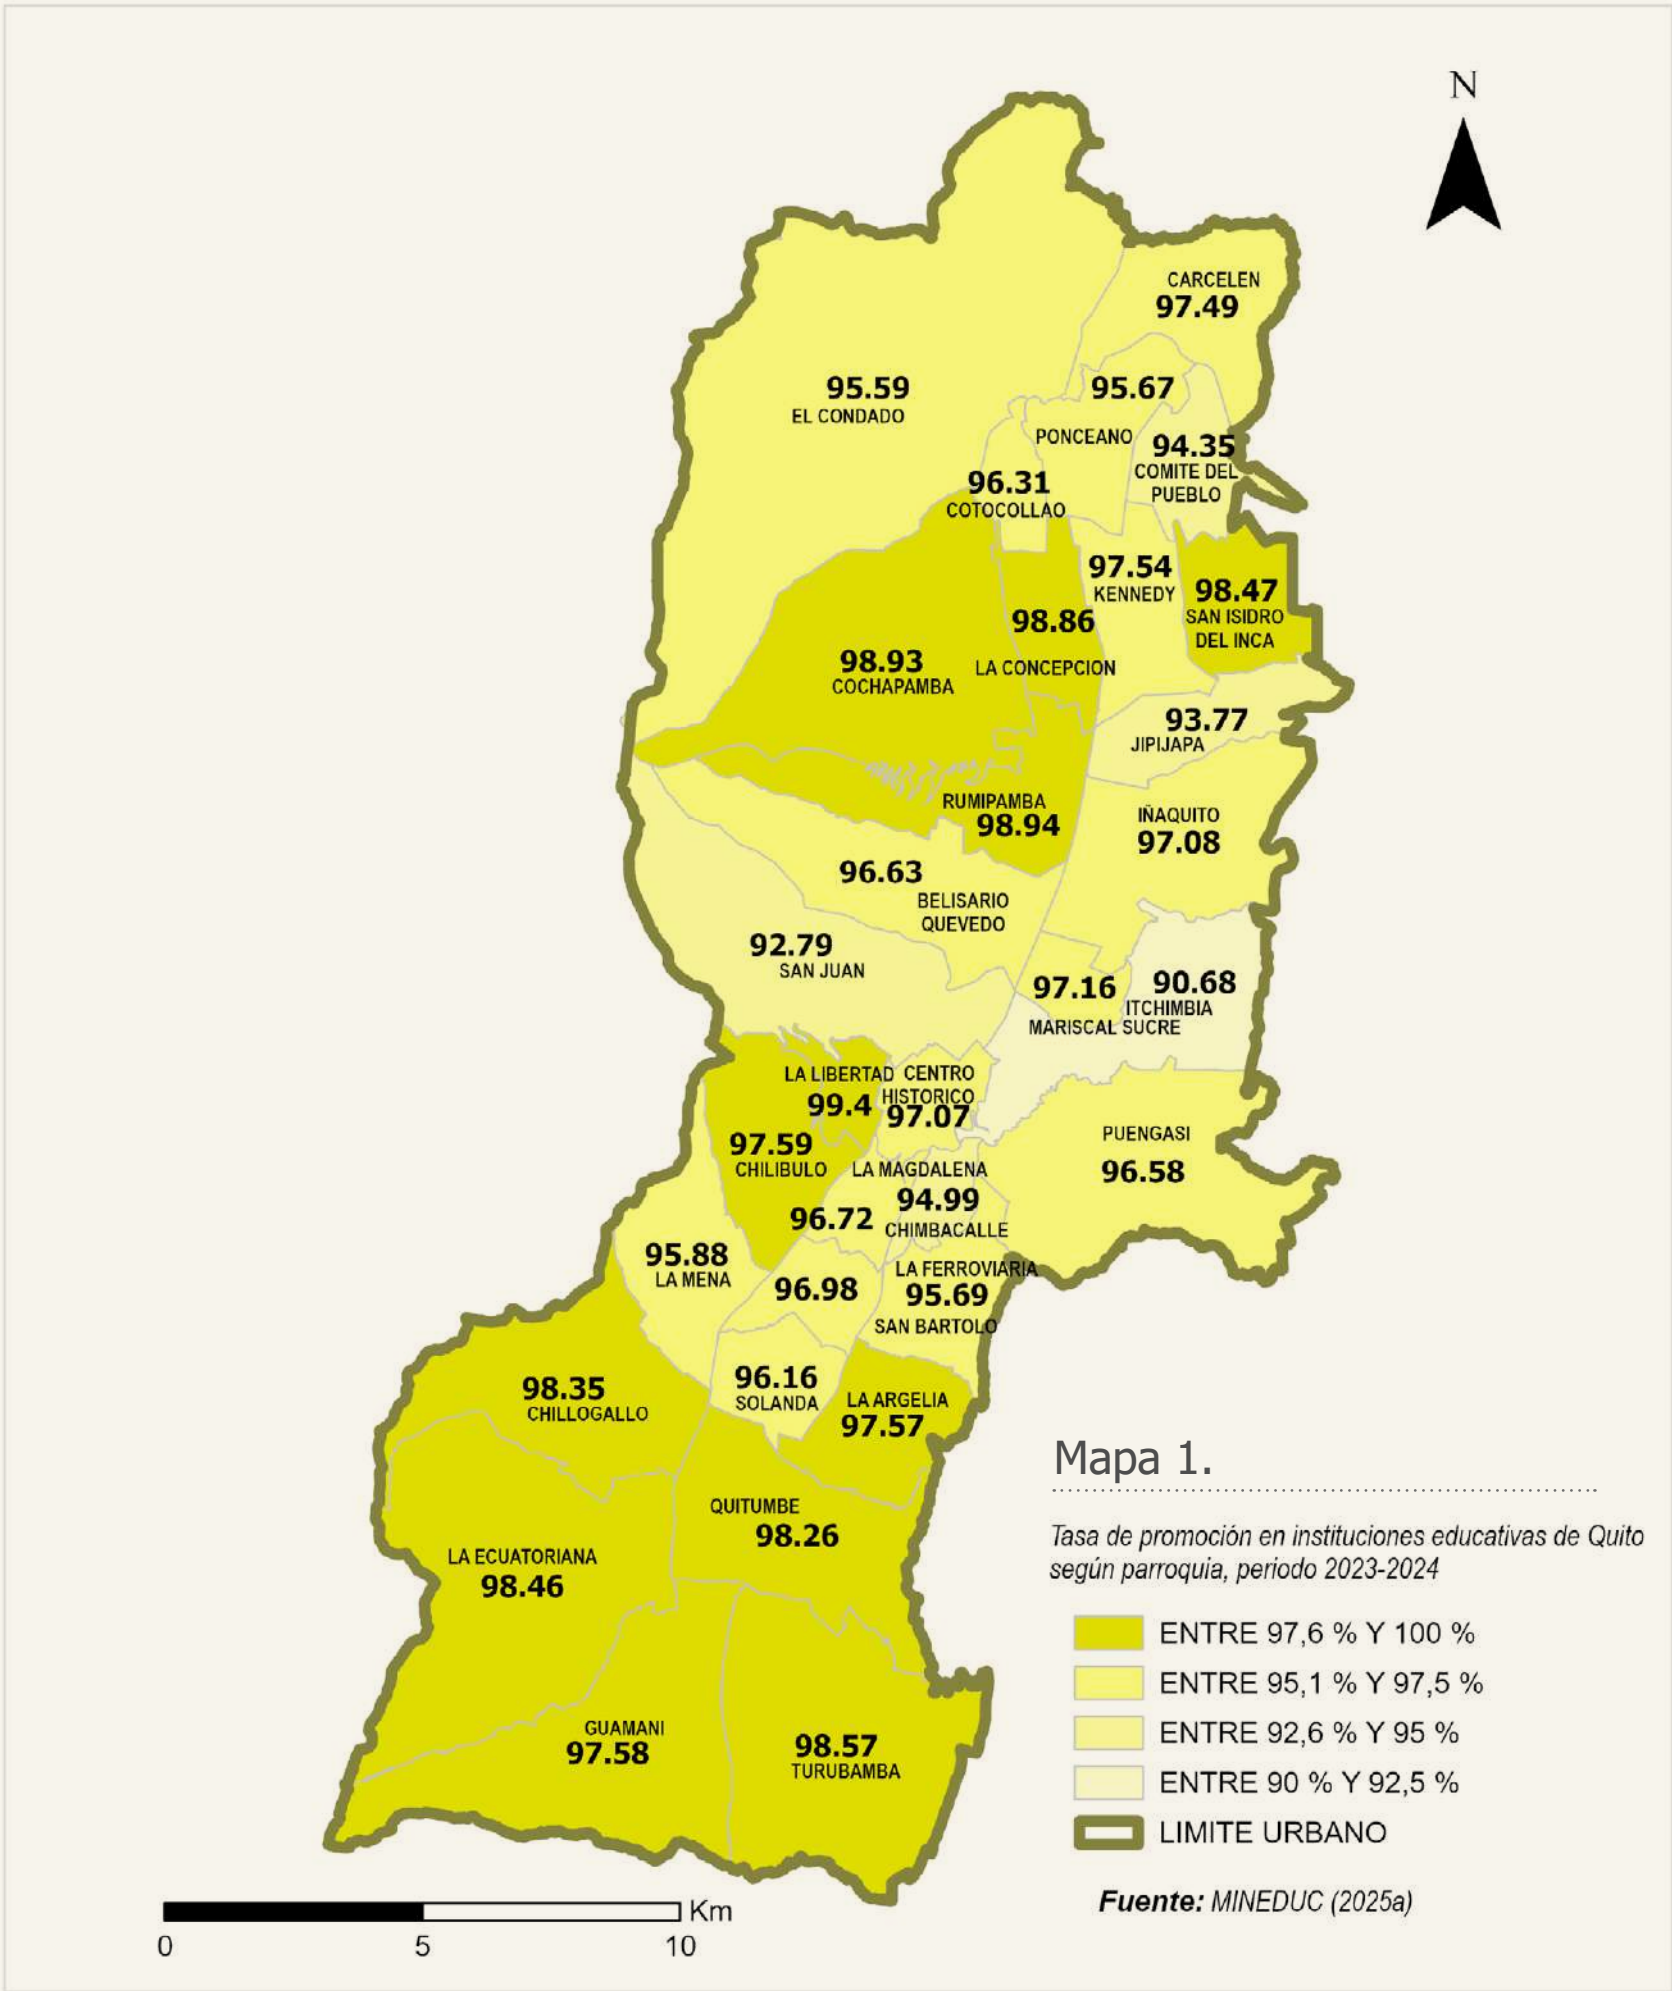 N
CARCELEN
97.49
95.59
EL CONDADO
95.67
PONCEANO
94.35
COMITE DEL
PUEBLO
96.31
COTOCOLLAO
97.54
KENNEDY
98.47
SAN ISIDRO
DEL INCA
98.86
LA CONCEPCION
98.93
COCHAPAMBA
93.77
JIPIJAPA
RUMIPAMBA
98.94
IÑAQUITO
97.08
96.63
BELISARIO
QUEVEDO
92.79
SAN JUAN
97.16
MARISCAL SUCRE
90.68
ITCHIMBIA
LA LIBERTAD
99.4
CENTRO
HISTORICO
97.07
97.59
CHILIBULO
PUENGASI
96.58
LA MAGDALENA
96.72
94.99
CHIMBACALLE
95.88
LA MENA
96.98
LA FERROVIARIA
95.69
SAN BARTOLO
96.16
SOLANDA
LA ARGELIA
97.57
98.35
CHILLOGALLO
QUITUMBE
98.26
LA ECUATORIANA
98.46
GUAMANI
97.58
98.57
TURUBAMBA
Mapa 1.
Tasa de promoción en instituciones educativas de Quito
según parroquia, periodo 2023-2024
ENTRE 97,6 % Y 100 %
ENTRE 95,1 % Y 97,5 %
ENTRE 92,6 % Y 95 %
ENTRE 90 % Y 92,5 %
LIMITE URBANO
Fuente: MINEDUC (2025a)
Km
0 5 10